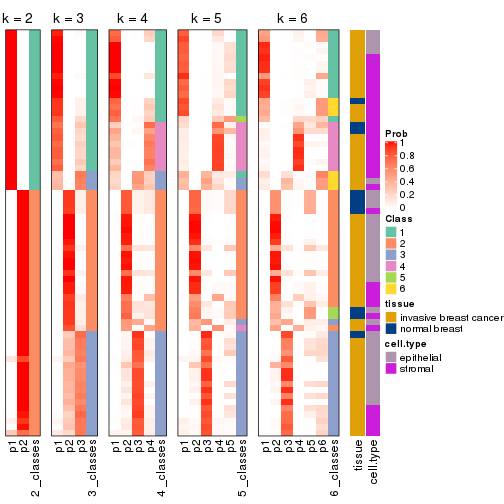 k = 2 k = 3 k = 4 k = 5 k = 6
Prob
1
0.8
0.6
0.4
0.2
0
Class
1
2
3
4
5
6
tissue
invasive breast cancer
normal breast
cell.type
epithelial
stromal
p1 p2 2_classes p1 p2 p3 3_classes p1 p2 p3 p4 4_classes p1 p2 p3 p4 p5 5_classes p1 p2 p3 p4 p5 p6 6_classes tissue cell.type